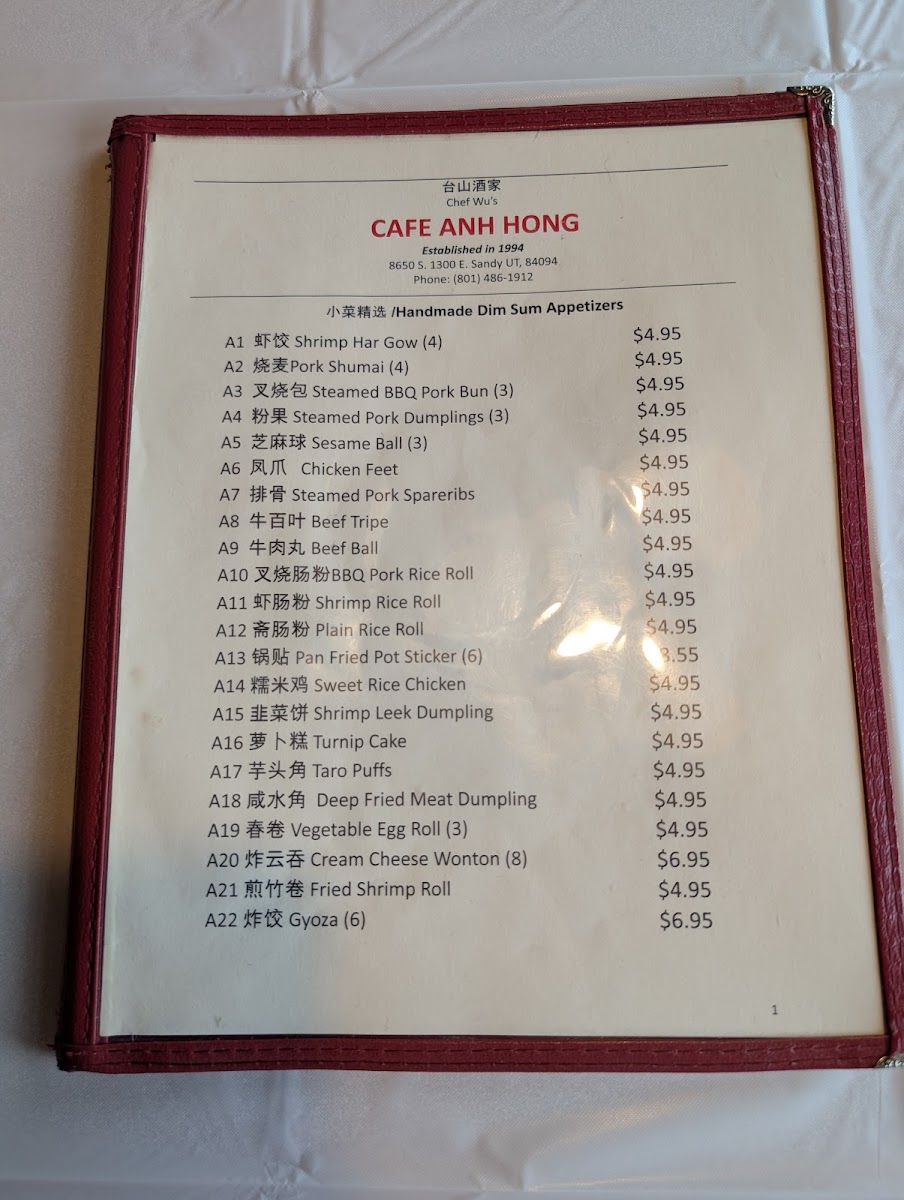 台山酒家
Chef Wu's
CAFE ANH HONG
Established in 1994
8650 S. 1300 E. Sandy UT, 84094
Phone: (801) 486-1912
小菜精选 /Handmade Dim Sum Appetizers
A1 虾饺 Shrimp Har Gow (4) $4.95
A2 烧麦Pork Shumai (4) $4.95
A3 叉烧包 Steamed BBQ Pork Bun (3) $4.95
A4 粉果 Steamed Pork Dumplings (3) $4.95
A5 芝麻球 Sesame Ball (3) $4.95
A6 凤爪 Chicken Feet $4.95
A7 排骨 Steamed Pork Spareribs $4.95
A8 牛百叶 Beef Tripe $4.95
A9 牛肉丸 Beef Ball $4.95
A10 叉烧肠粉BBQ Pork Rice Roll $4.95
A11 虾肠粉 Shrimp Rice Roll $4.95
A12 斋肠粉 Plain Rice Roll $4.95
A13 锅贴 Pan Fried Pot Sticker (6)
A14 糯米鸡 Sweet Rice Chicken $4.95
A15 韭菜饼 Shrimp Leek Dumpling $4.95
A16 萝卜糕 Turnip Cake $4.95
A17 芋头角 Taro Puffs $4.95
A18 咸水角 Deep Fried Meat Dumpling $4.95
A19 春卷 Vegetable Egg Roll (3) $4.95
A20 炸云吞 Cream Cheese Wonton (8) $6.95
A21 煎竹卷 Fried Shrimp Roll $4.95
A22 炸饺 Gyoza (6) $6.95
1